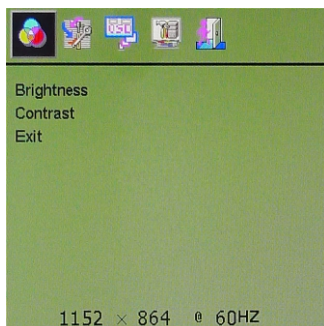 OSD
Brightness
Contrast
Exit
1152 × 864 @ 60HZ